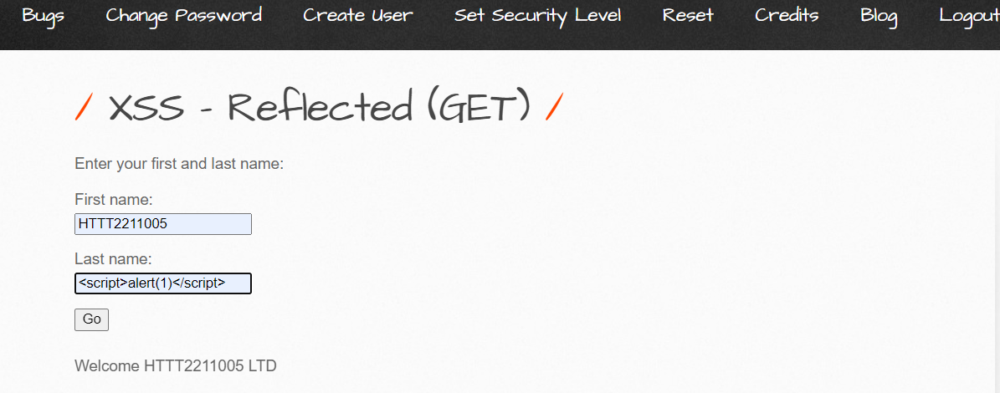 Bugs Change Password Create User Set Security Level Reset Credits Blog Logout
/ XSS - Reflected (GET) /
Enter your first and last name:
First name:
HTTT2211005
Last name:
<script>alert(1)</script>
Go
Welcome HTTT2211005 LTD